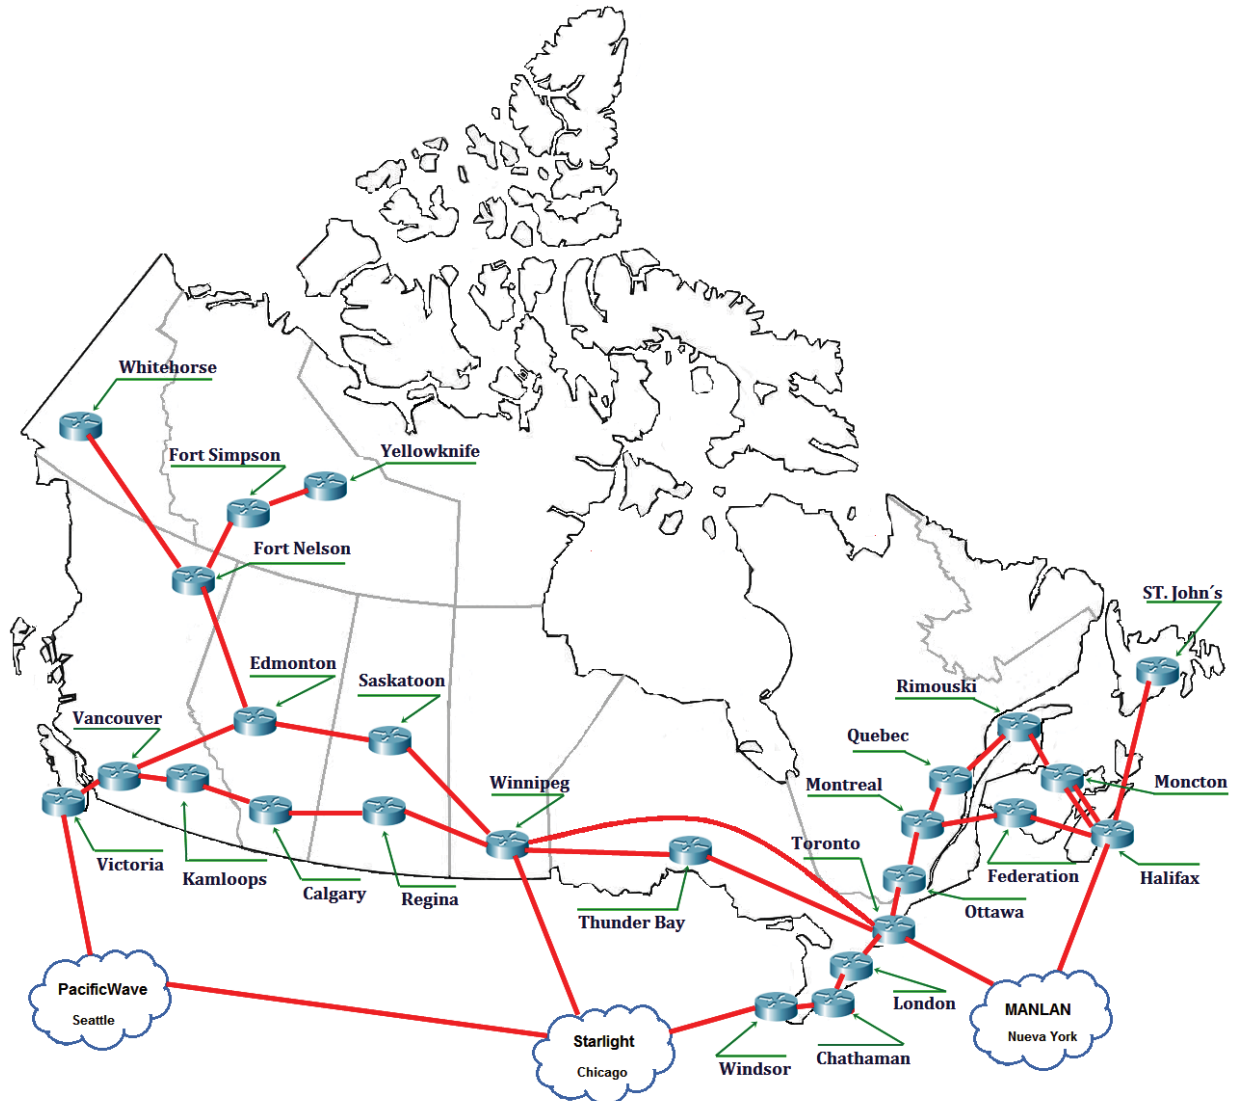 Whitehorse
Fort Simpson
Yellowknife
Fort Nelson
ST. John´s
Edmonton
Saskatoon
Rimouski
Vancouver
Quebec
Winnipeg
Montreal
Moncton
Toronto
Victoria
Kamloops
Calgary
Regina
Thunder Bay
Federation
Halifax
Ottawa
PacificWave
Seattle
London
MANLAN
Nueva York
Starlight
Chicago
Windsor
Chathaman